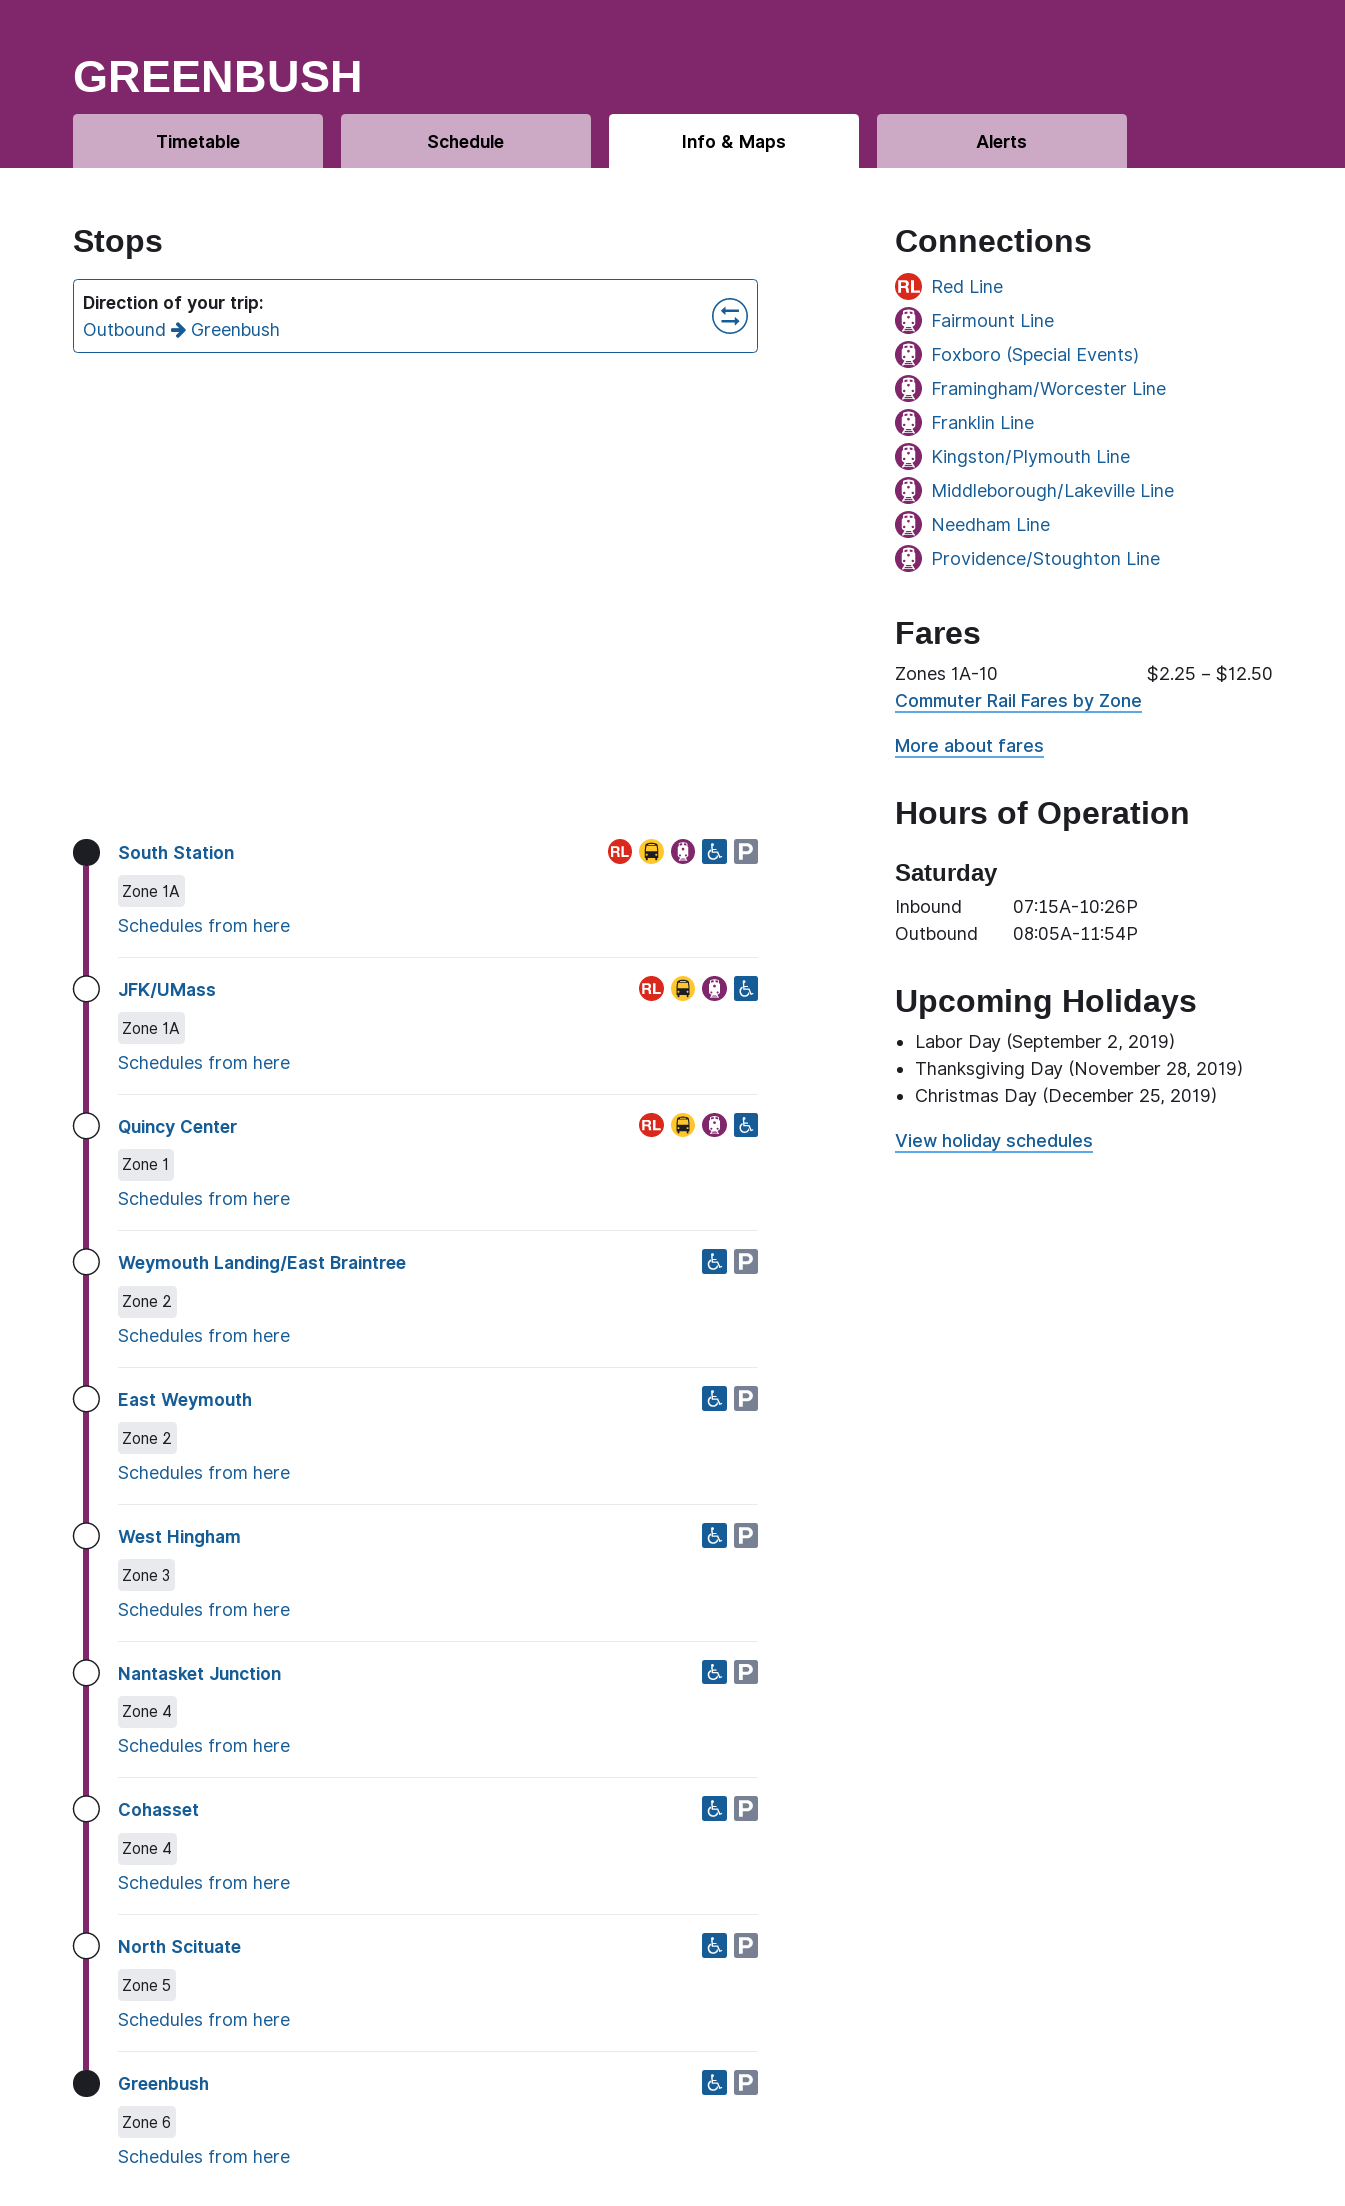 GREENBUSH
Timetable
Schedule
Info & Maps
Alerts
Stops
Direction of your trip:
Outbound Greenbush
South Station
RL
P
Zone 1A
Schedules from here
JFK/UMass
RL
Zone 1A
Schedules from here
Quincy Center
RL
Zone 1
Schedules from here
Weymouth Landing/East Braintree
P
Zone 2
Schedules from here
East Weymouth
P
Zone 2
Schedules from here
West Hingham
P
Zone 3
Schedules from here
Nantasket Junction
P
Zone 4
Schedules from here
Cohasset
P
Zone 4
Schedules from here
North Scituate
P
Zone 5
Schedules from here
Greenbush
P
Zone 6
Schedules from here
Connections
RL Red Line
Fairmount Line
Foxboro (Special Events)
Framingham/Worcester Line
Franklin Line
Kingston/Plymouth Line
Middleborough/Lakeville Line
Needham Line
Providence/Stoughton Line
Fares
Zones 1A-10 $2.25 – $12.50
Commuter Rail Fares by Zone
More about fares
Hours of Operation
Saturday
Inbound 07:15A-10:26P
Outbound 08:05A-11:54P
Upcoming Holidays
• Labor Day (September 2, 2019)
• Thanksgiving Day (November 28, 2019)
• Christmas Day (December 25, 2019)
View holiday schedules